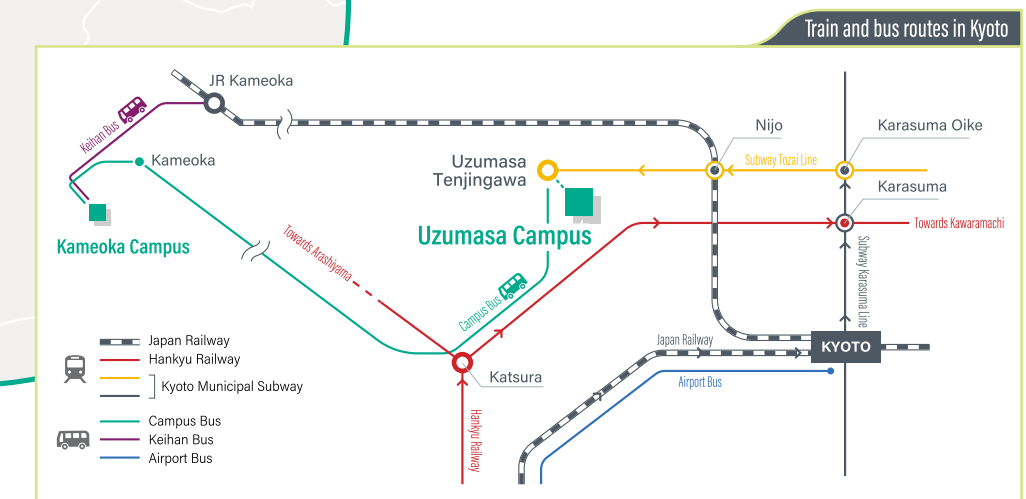 Train and bus routes in Kyoto
JR Kameoka
Keihan Bus
Kameoka
Kameoka Campus
Nijo
Karasuma Oike
Uzumasa
Tenjingawa
Subway Tozai Line
Karasuma
Uzumasa Campus
Towards Kawaramachi
Towards Arashiyama
Campus Bus
Subway Karasuma Line
KYOTO
Japan Railway
Airport Bus
Katsura
Hankyu Railway
Japan Railway
Hankyu Railway
Kyoto Municipal Subway
Campus Bus
Keihan Bus
Airport Bus